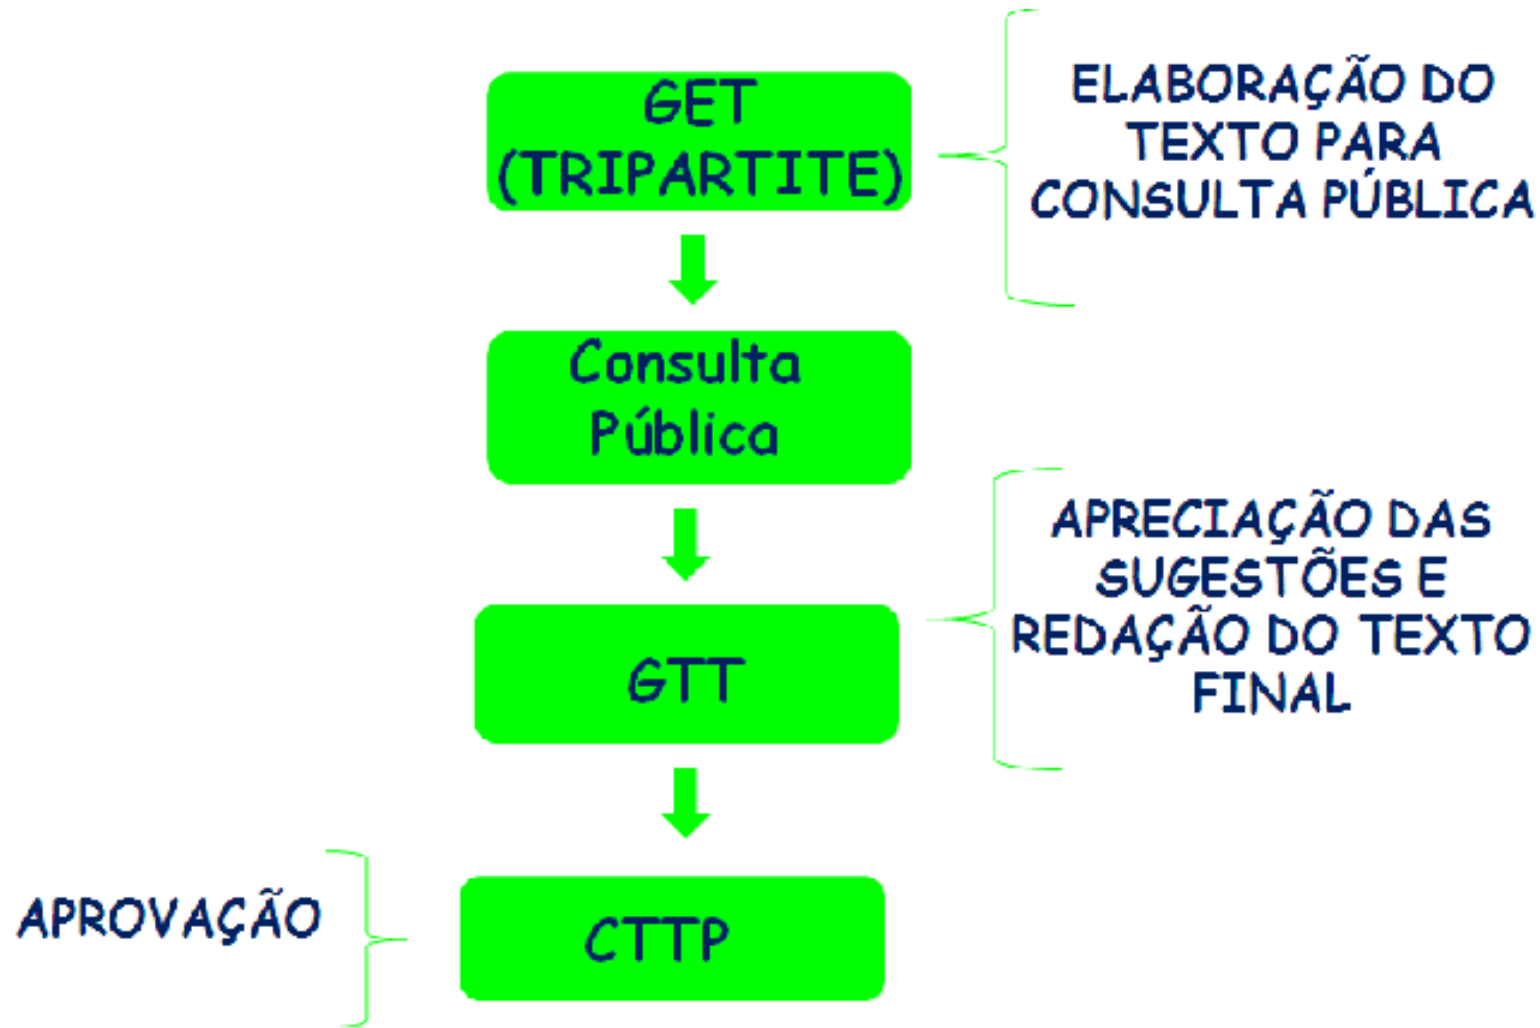 GET
(TRIPARTITE)
ELABORAÇÃO DO
TEXTO PARA
CONSULTA PÚBLICA
Consulta
Pública
GTT
APRECIAÇÃO DAS
SUGESTÕES E
REDAÇÃO DO TEXTO
FINAL
APROVAÇÃO
CTTP